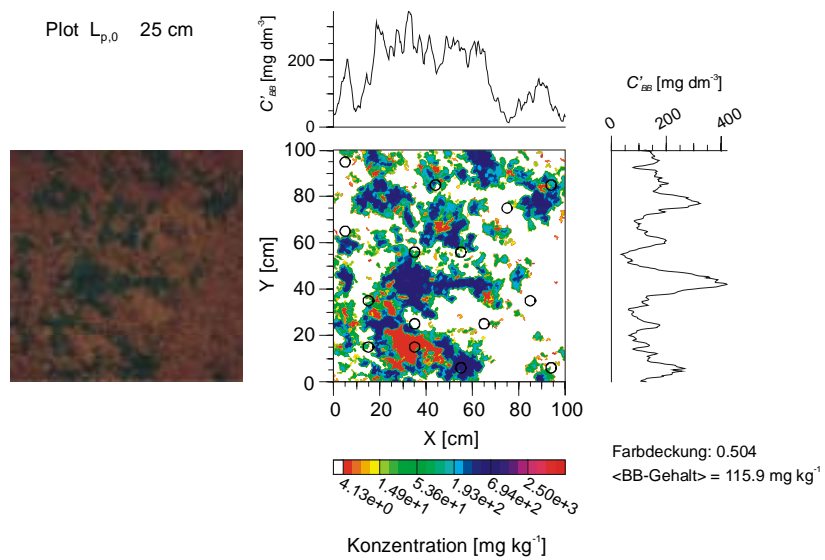 Plot L_p,0 25 cm
C'_BB [mg dm⁻³]
200
0
C'_BB [mg dm⁻³]
0 200 400
Y [cm]
100
80
60
40
20
0
0 20 40 60 80 100
X [cm]
4.13e+0 1.49e+1 5.36e+1 1.93e+2 6.94e+2 2.50e+3
Konzentration [mg kg⁻¹]
Farbdeckung: 0.504
<BB-Gehalt> = 115.9 mg kg⁻¹